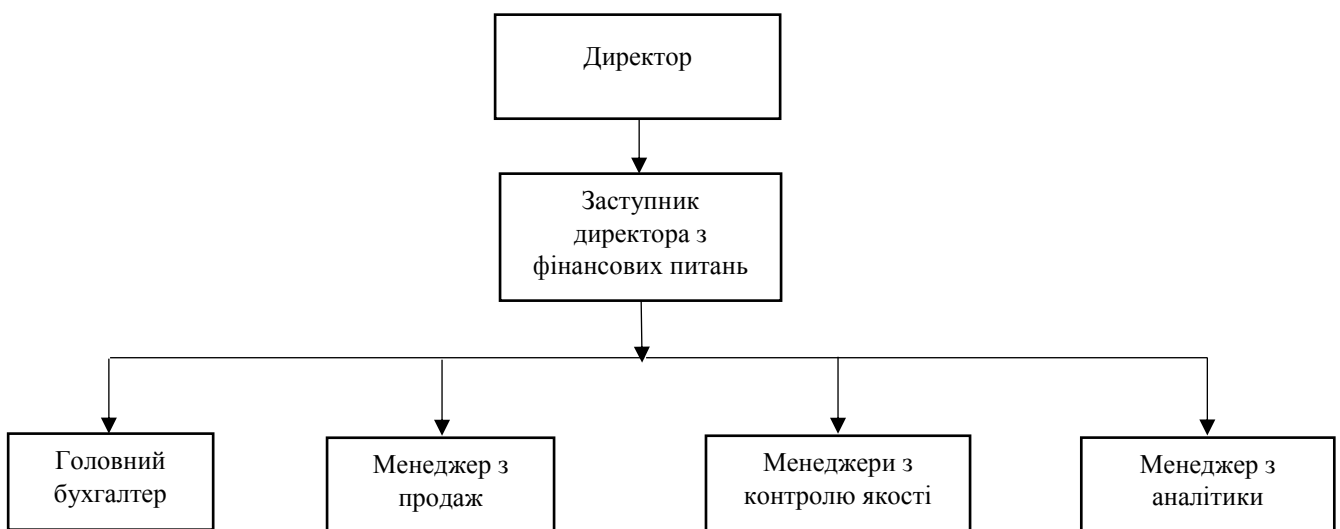 Директор
Заступник
директора з
фінансових питань
Головний
бухгалтер
Менеджер з
продаж
Менеджери з
контролю якості
Менеджер з
аналітики